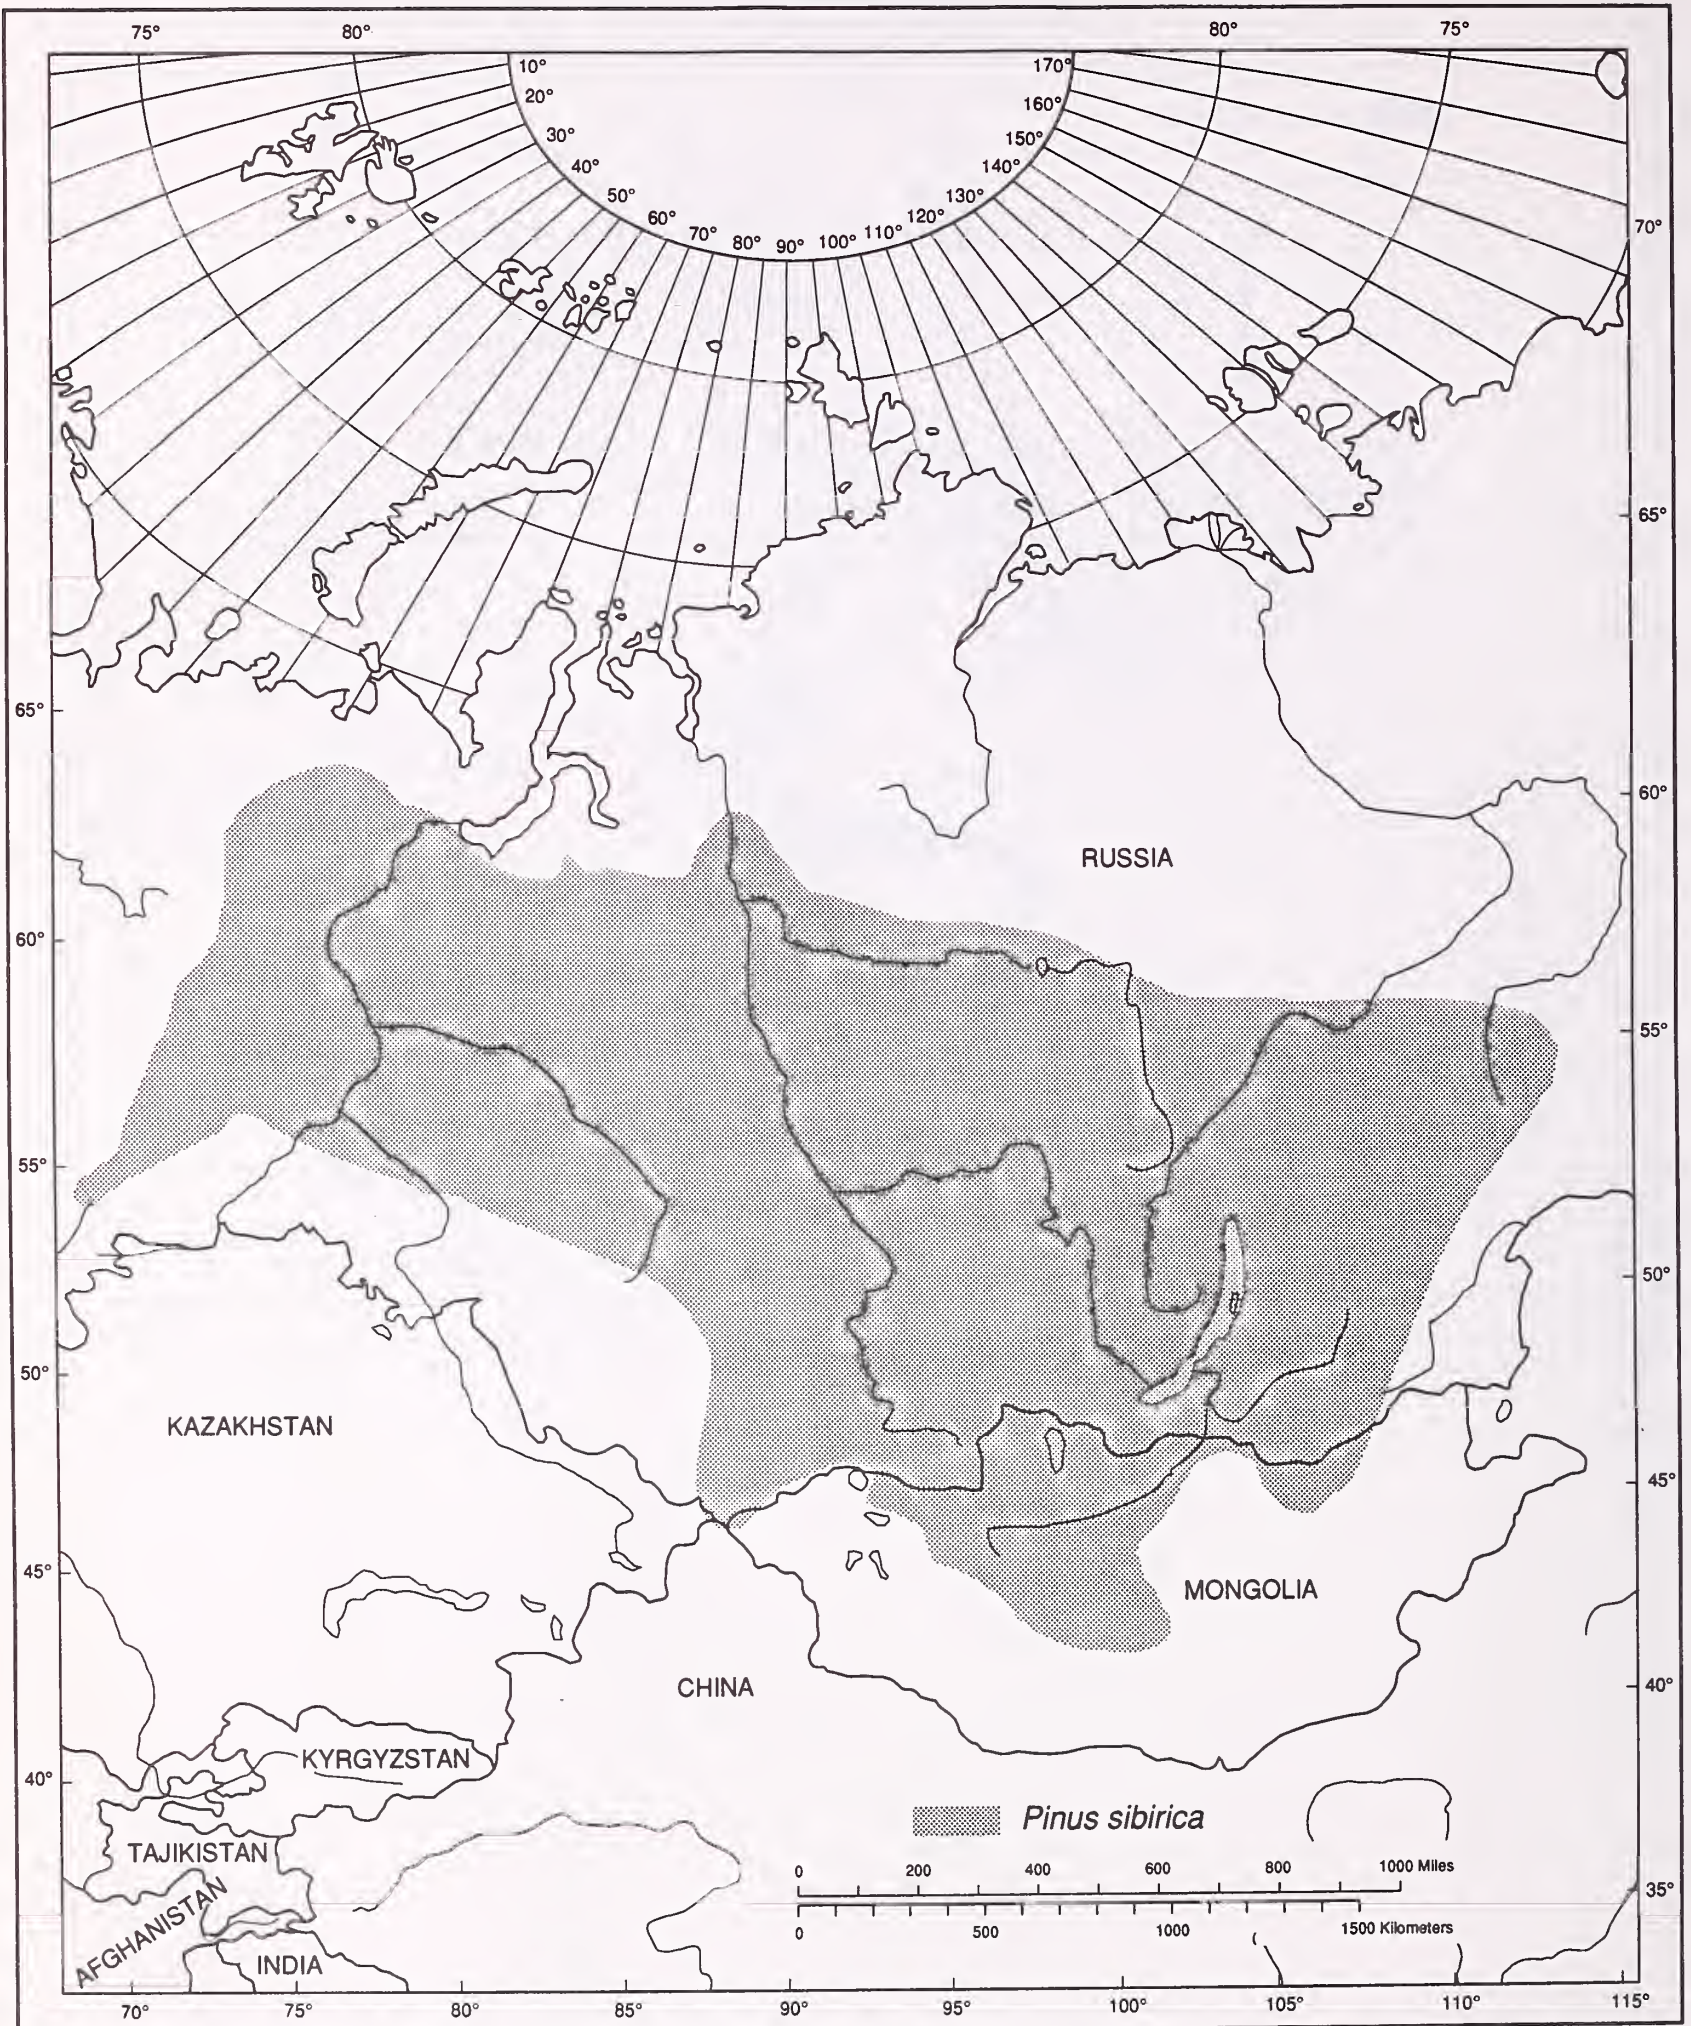 75° 80° 80° 75°
10° 170°
20° 160°
30° 150°
40° 140°
50° 130°
60° 120°
70° 80° 90° 100° 110°
70°
65°
65°
60°
RUSSIA
60°
55°
55°
50°
50°
KAZAKHSTAN
45°
45°
MONGOLIA
CHINA
40°
KYRGYZSTAN
40°
Pinus sibirica
TAJIKISTAN
0 200 400 600 800 1000 Miles
35°
AFGHANISTAN
0 500 1000 1500 Kilometers
INDIA
70° 75° 80° 85° 90° 95° 100° 105° 110° 115°